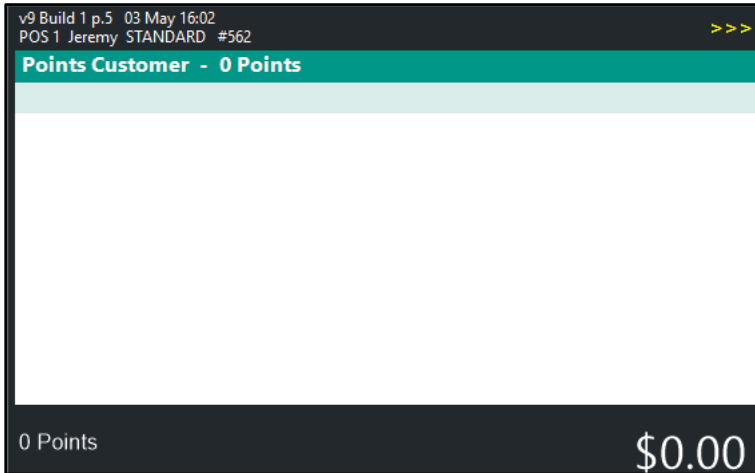 v9 Build 1 p.5 03 May 16:02
POS 1 Jeremy STANDARD #562
>>>
Points Customer - 0 Points
0 Points
$0.00